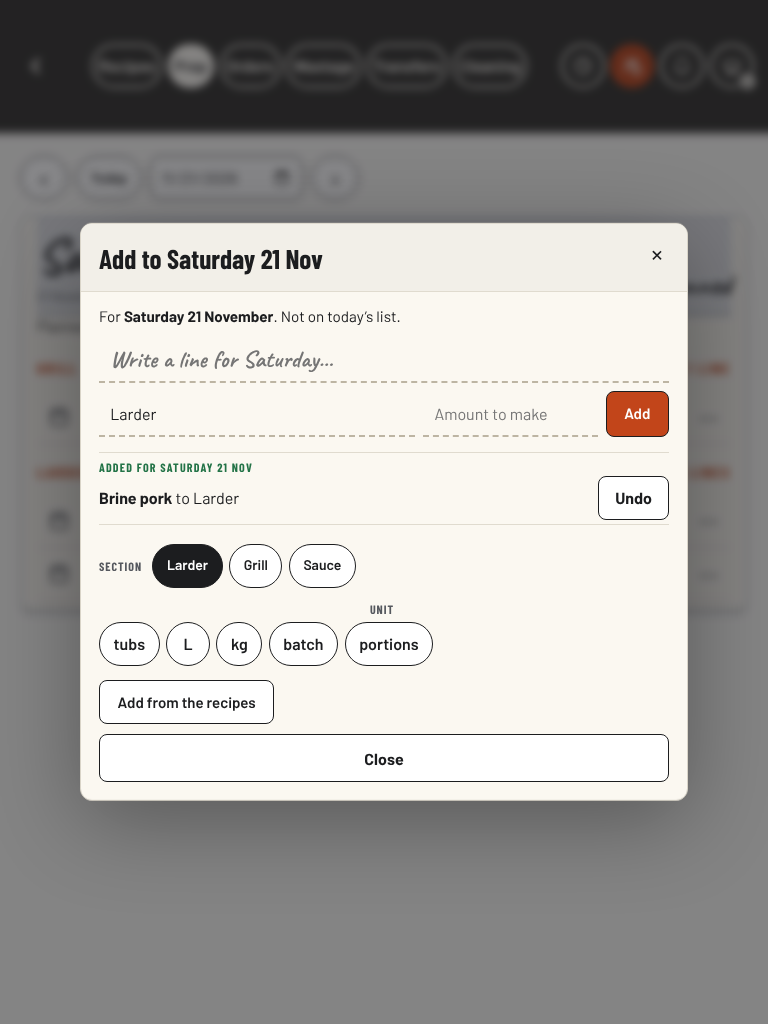 Add to Saturday 21 Nov
×
For Saturday 21 November. Not on today's list.
Write a line for Saturday...
Larder
Amount to make
Add
ADDED FOR SATURDAY 21 NOV
Brine pork to Larder
Undo
SECTION
Larder
Grill
Sauce
UNIT
tubs
L
kg
batch
portions
Add from the recipes
Close